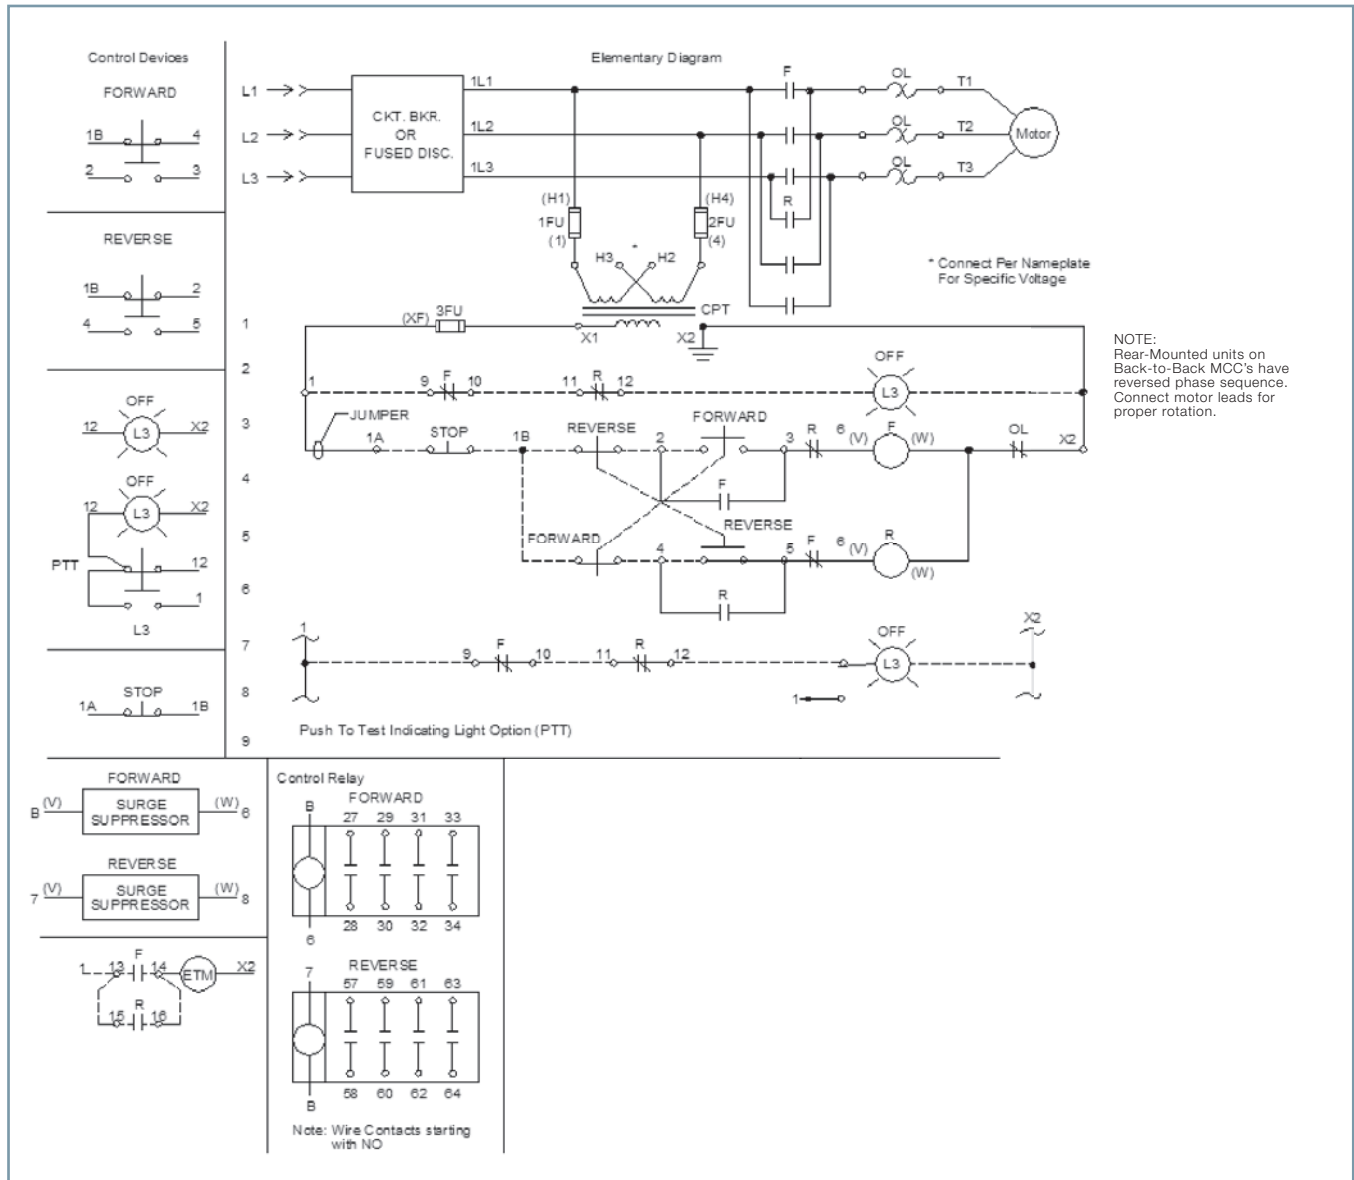 Control Devices
FORWARD
1B 4
2 3
REVERSE
1B 2
4 5
OFF
12 L3 X2
OFF
12 L3 X2
PTT 12
1
L3
STOP
1A 1B
Elementary Diagram
L1
L2
L3
CKT. BKR.
OR
FUSED DISC.
1L1
1L2
1L3
F
R
OL T1
OL T2
OL T3
Motor
(H1)
1FU
(1)
(H4)
2FU
(4)
H3 * H2
* Connect Per Nameplate
For Specific Voltage
CPT
(XF) 3FU
X1 X2
1
2
3
4
5
6
7
8
9
NOTE:
Rear-Mounted units on
Back-to-Back MCC's have
reversed phase sequence.
Connect motor leads for
proper rotation.
OFF
1 9 F 10 11 R 12 L3
JUMPER
1A STOP 1B REVERSE 2 FORWARD 3 R 6 (V) F (W) OL X2
F
FORWARD 4 REVERSE 5 F 6 (V) R (W)
R
1 OFF X2
9 F 10 11 R 12 L3
1
Push To Test Indicating Light Option (PTT)
FORWARD
B (V) SURGE (W) 6
SUPPRESSOR
REVERSE
7 (V) SURGE (W) 8
SUPPRESSOR
1 13 F 14 ETM X2
15 R 16
Control Relay
FORWARD
B 27 29 31 33
6 28 30 32 34
REVERSE
7 57 59 61 63
B 58 60 62 64
Note: Wire Contacts starting
with NO